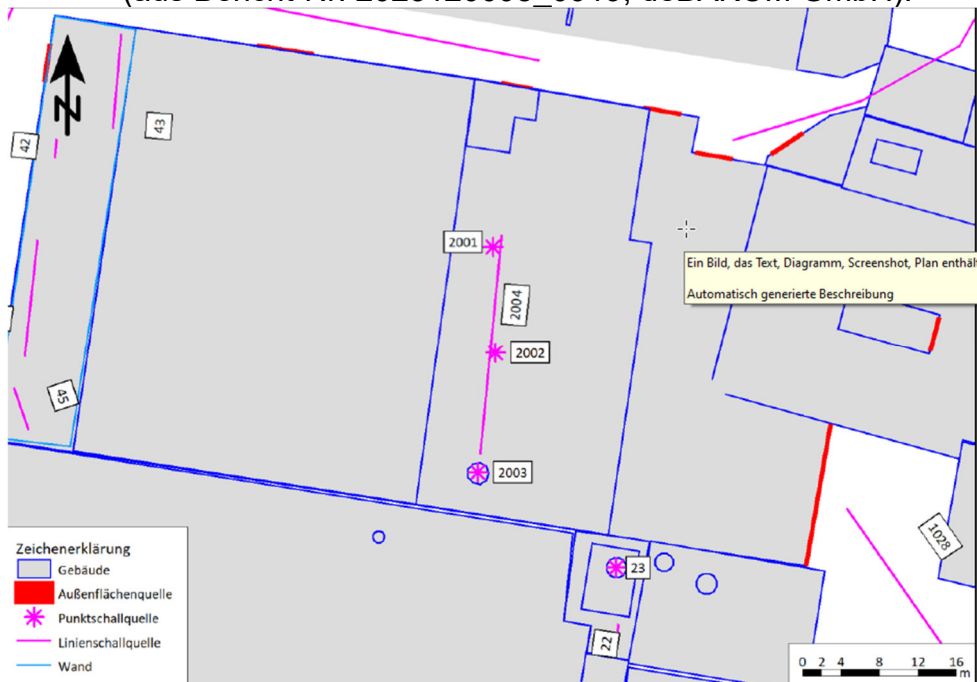 43
42
2001
2004
2002
45
2003
23
22
1028
Ein Bild, das Text, Diagramm, Screenshot, Plan enthäl
Automatisch generierte Beschreibung
Zeichenerklärung
Gebäude
Außenflächenquelle
Punktschallquelle
Linienschallquelle
Wand
0 2 4 8 12 16
m
N